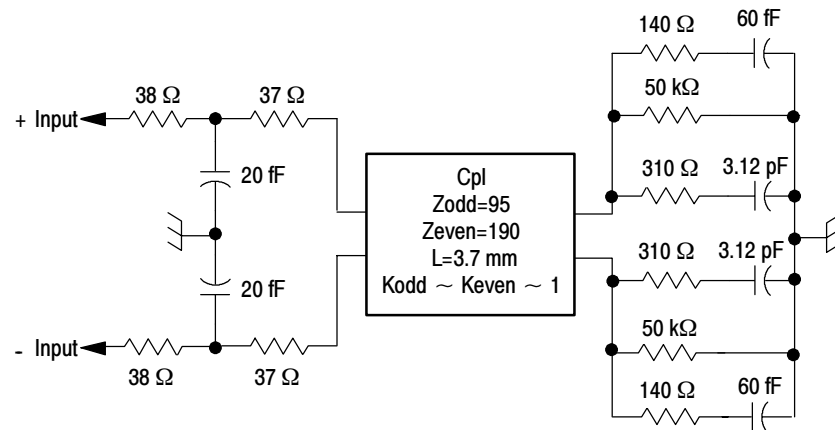 140 Ω
60 fF
38 Ω
37 Ω
50 kΩ
+ Input
20 fF
310 Ω
3.12 pF
Cpl
Zodd=95
Zeven=190
L=3.7 mm
Kodd ~ Keven ~ 1
310 Ω
3.12 pF
20 fF
50 kΩ
- Input
38 Ω
37 Ω
140 Ω
60 fF